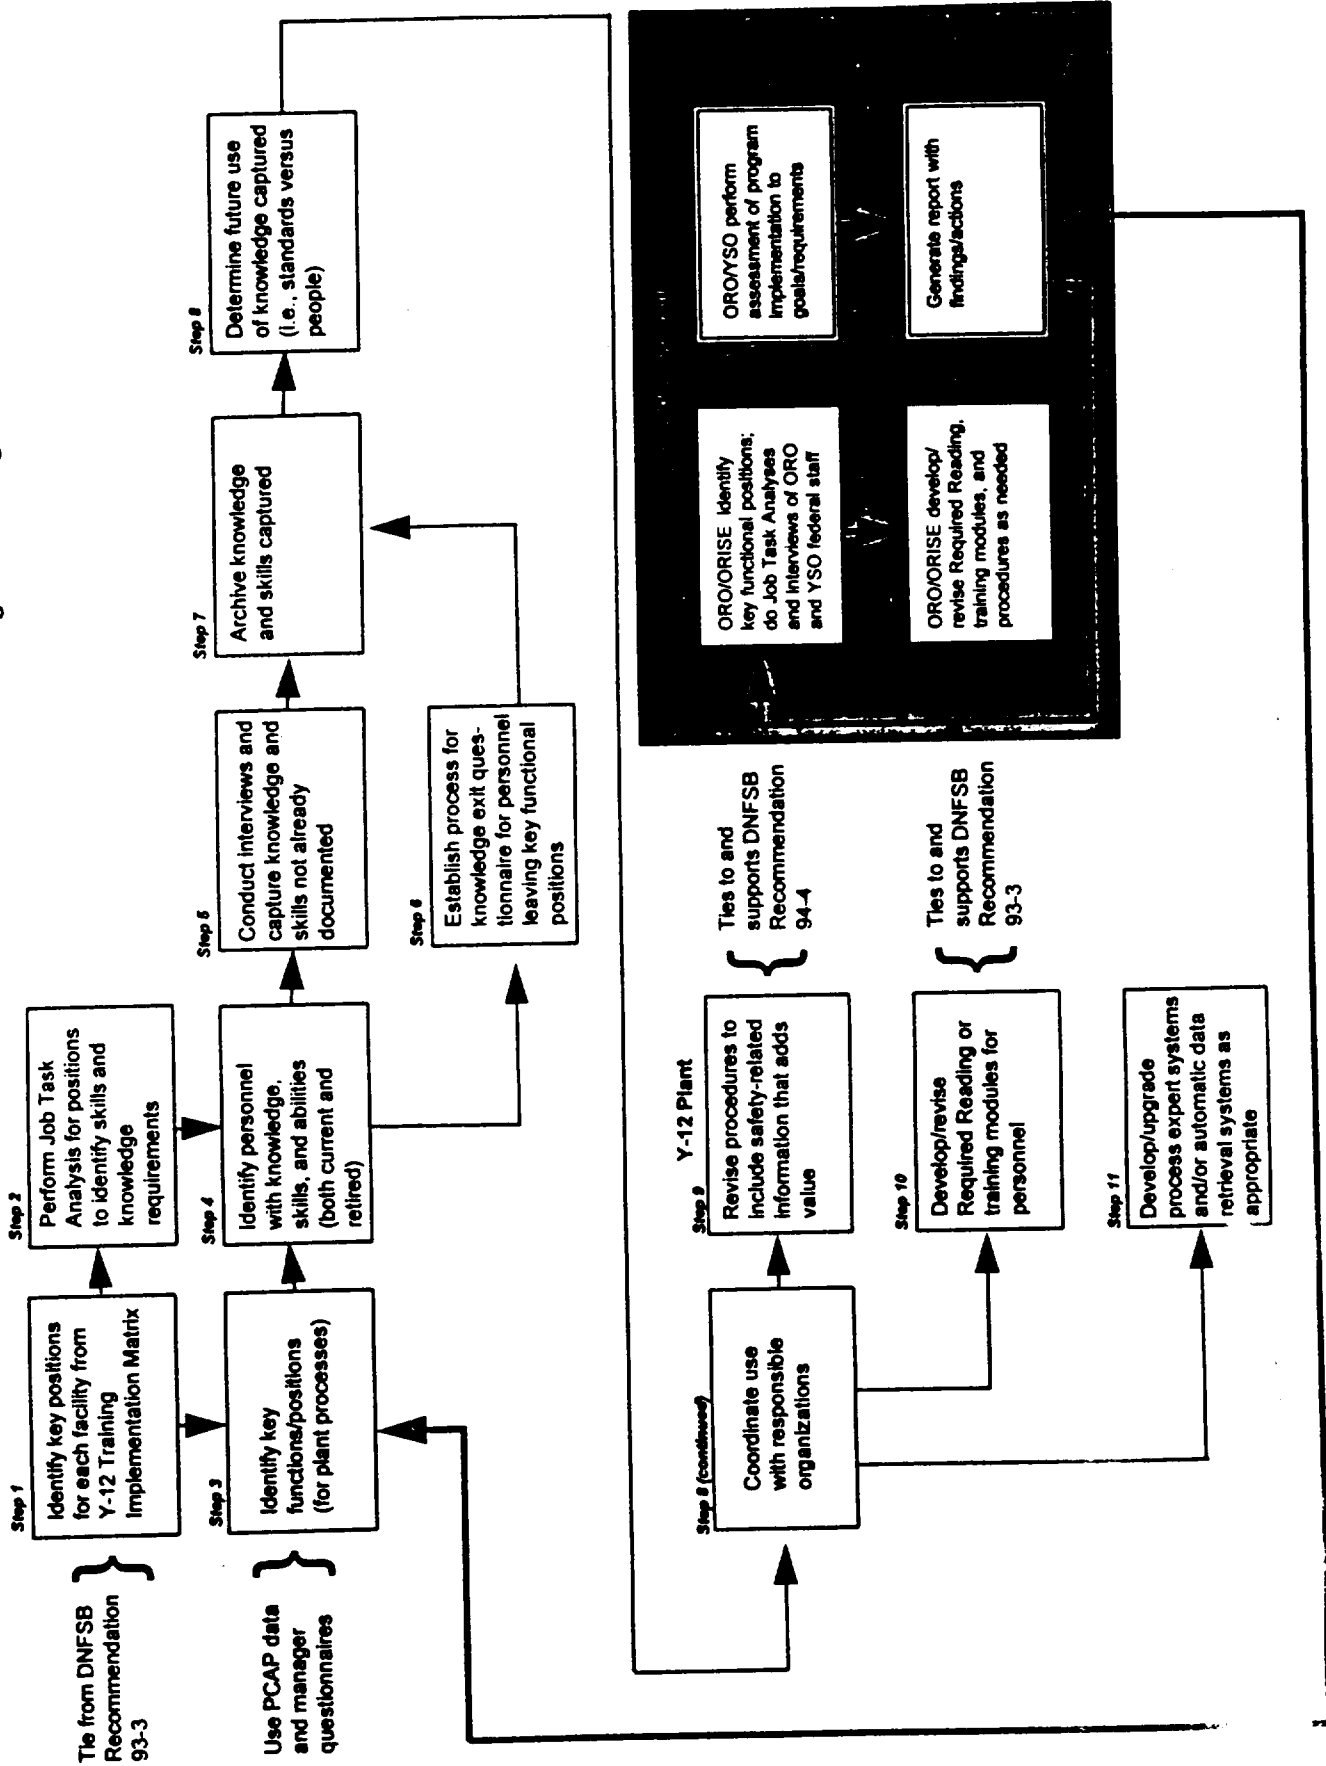 Tie from DNFSB
Recommendation
93-3
Step 1
Identify key positions
for each facility from
Y-12 Training
Implementation Matrix
Step 2
Perform Job Task
Analysis for positions
to identify skills and
knowledge
requirements
Use PCAP data
and manager
questionnaires
Step 3
Identify key
functions/positions
(for plant processes)
Step 4
Identify personnel
with knowledge,
skills, and abilities
(both current and
retired)
Step 5
Conduct interviews and
capture knowledge and
skills not already
documented
Step 6
Establish process for
knowledge exit ques-
tionnaire for personnel
leaving key functional
positions
Step 7
Archive knowledge
and skills captured
Step 8
Determine future use
of knowledge captured
(i.e., standards versus
people)
Step 8 (continued)
Coordinate use
with responsible
organizations
Y-12 Plant
Step 9
Revise procedures to
include safety-related
information that adds
value
Ties to and
supports DNFSB
Recommendation
94-4
Step 10
Develop/revise
Required Reading or
training modules for
personnel
Ties to and
supports DNFSB
Recommendation
93-3
Step 11
Develop/upgrade
process expert systems
and/or automatic data
retrieval systems as
appropriate
ORO/ORISE Identify
key functional positions;
do Job Task Analyses
and Interviews of ORO
and YSO federal staff
ORO/YSO perform
assessment of program
implementation to
goals/requirements
ORO/ORISE develop/
revise Required Reading,
training modules, and
procedures as needed
Generate report with
findings/actions